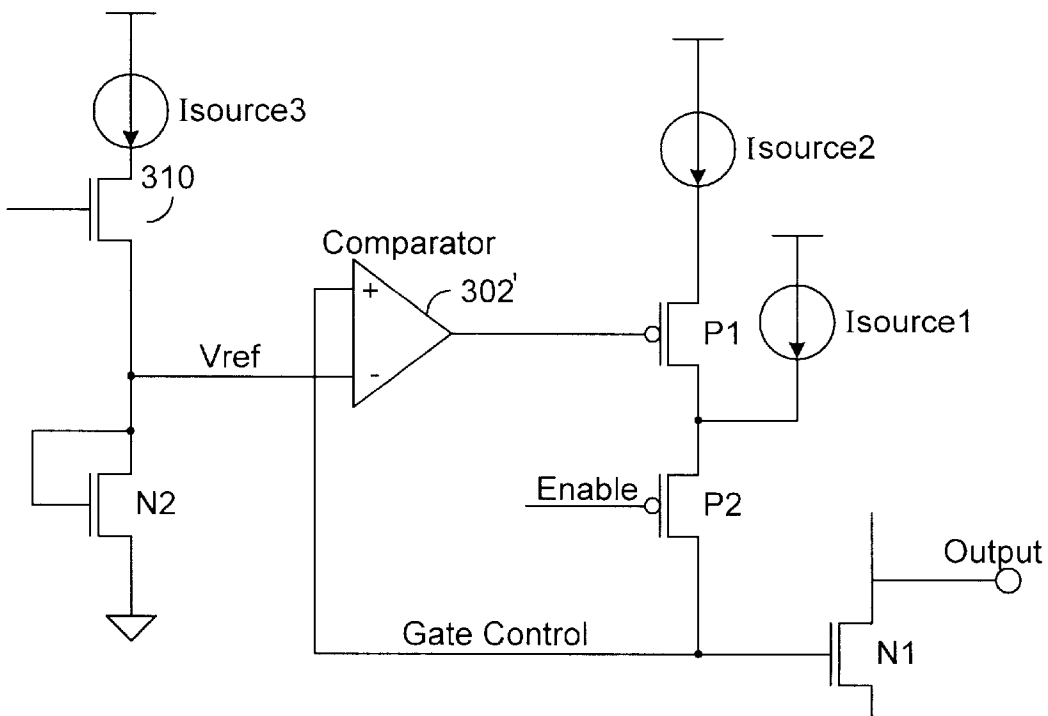 Isource3
310
Isource2
Comparator
+
302'
Isource1
P1
Vref
-
N2
Enable
P2
Output
Gate Control
N1